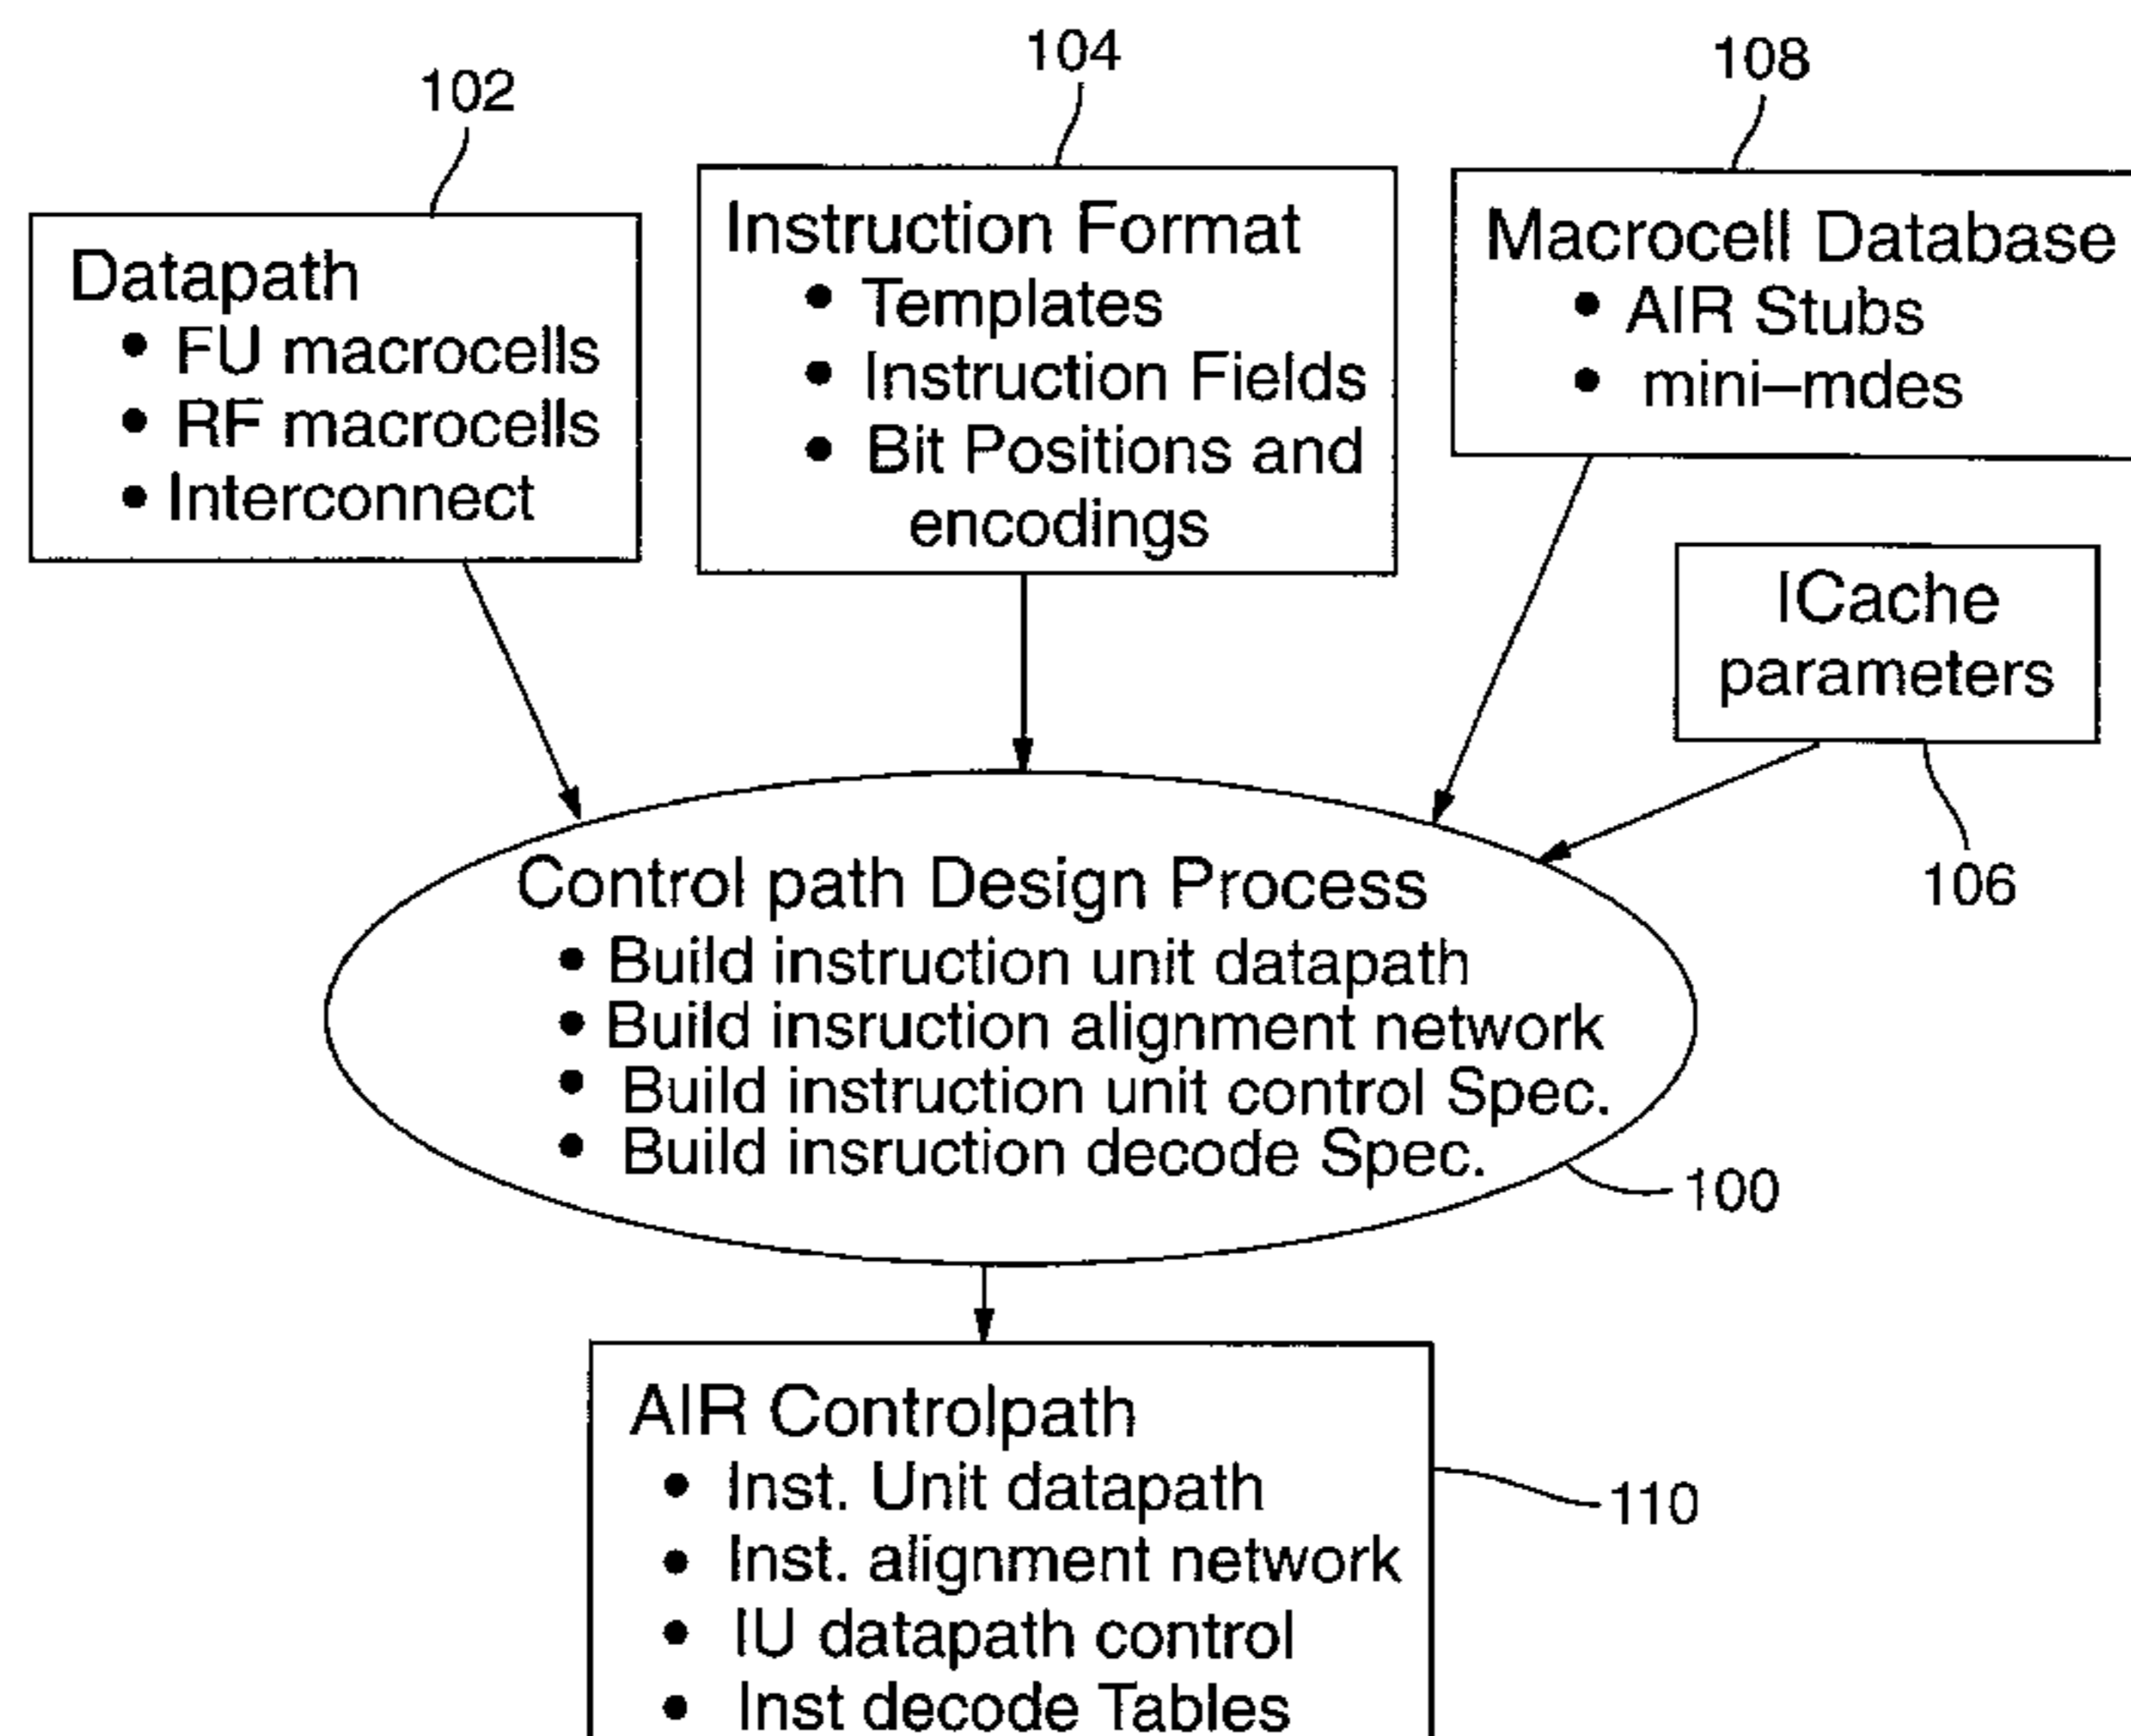 102
104
108
Datapath
• FU macrocells
• RF macrocells
• Interconnect
Instruction Format
• Templates
• Instruction Fields
• Bit Positions and
encodings
Macrocell Database
• AIR Stubs
• mini–mdes
ICache
parameters
106
Control path Design Process
• Build instruction unit datapath
• Build insruction alignment network
• Build instruction unit control Spec.
• Build insruction decode Spec.
100
AIR Controlpath
• Inst. Unit datapath
• Inst. alignment network
• IU datapath control
• Inst decode Tables
110